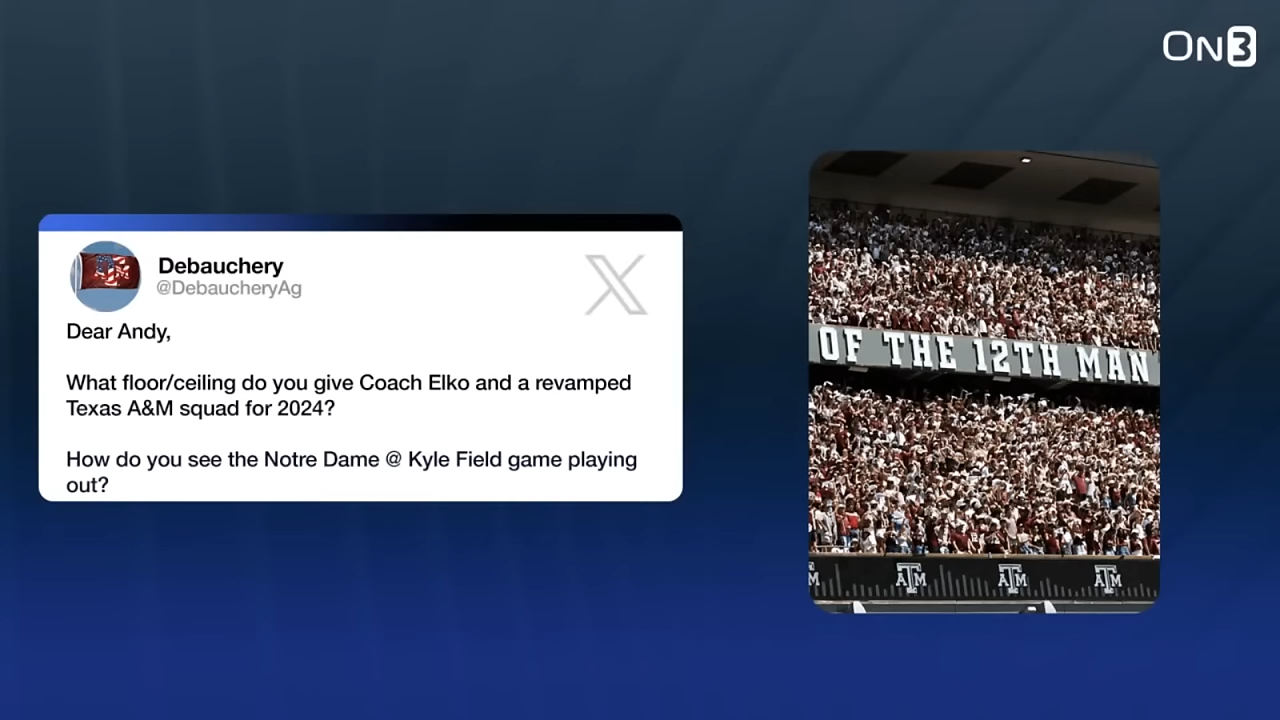 ON3
Debauchery
@DebaucheryAg
Dear Andy,
What floor/ceiling do you give Coach Elko and a revamped
Texas A&M squad for 2024?
How do you see the Notre Dame @ Kyle Field game playing
out?
OF THE 12TH MAN
M ATM ATM ATM